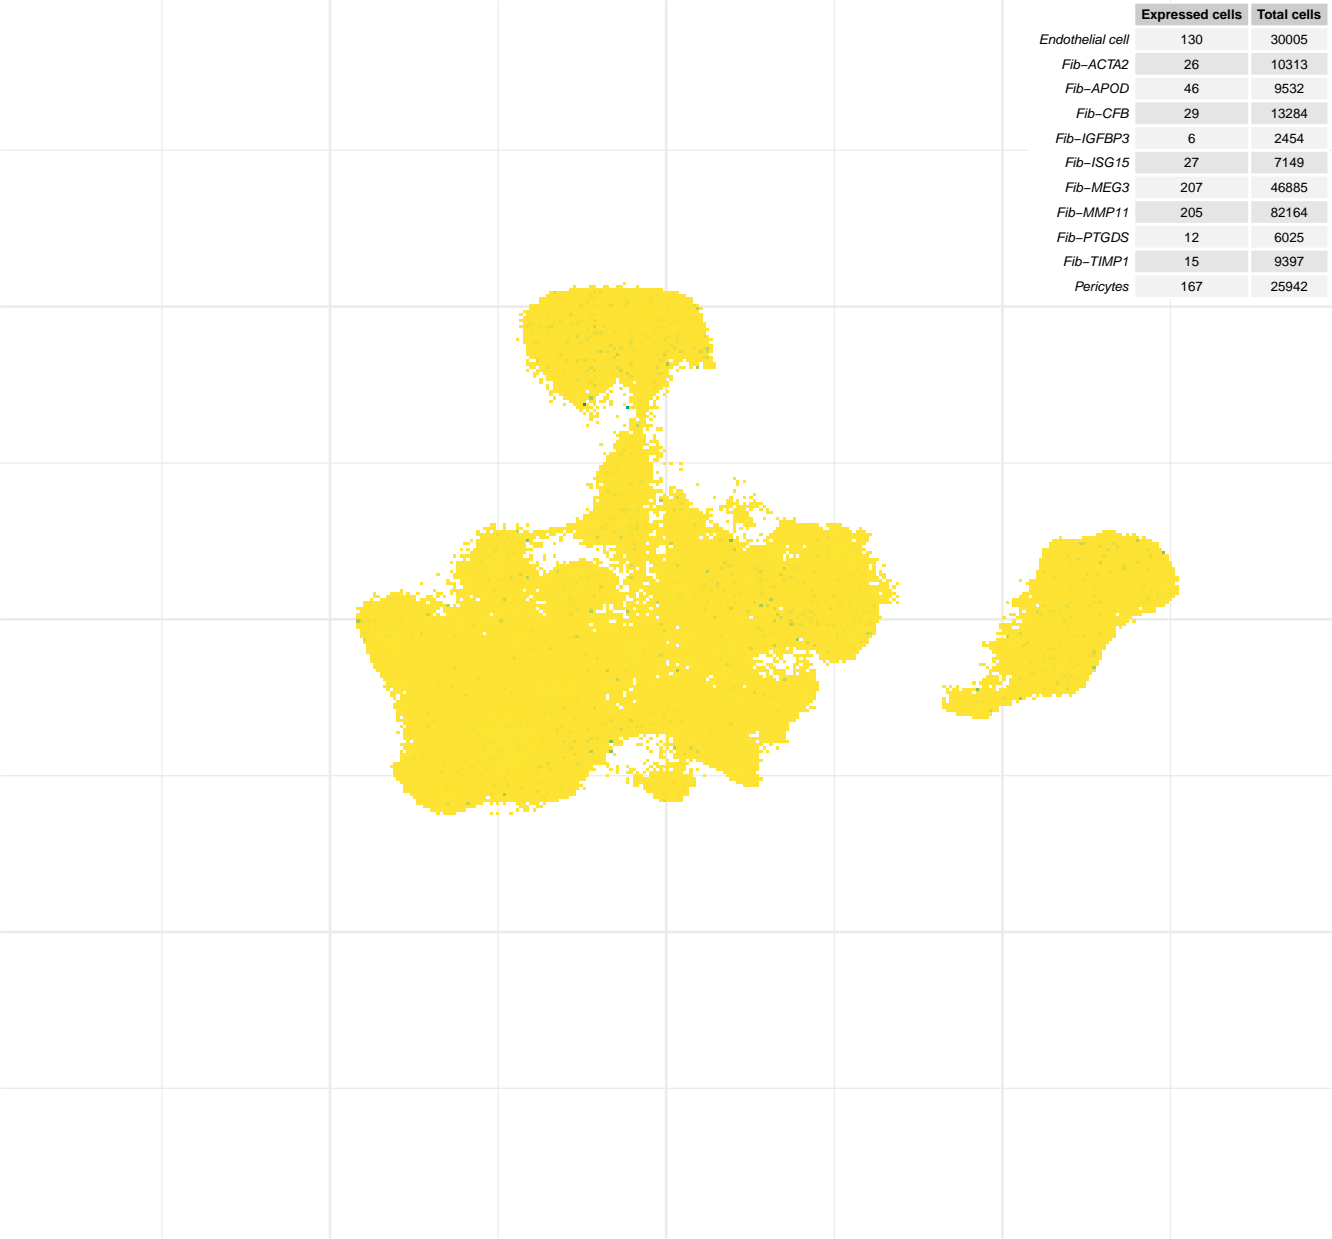 Expressed cells Total cells
Endothelial cell 130 30005
Fib−ACTA2 26 10313
Fib−APOD 46 9532
Fib−CFB 29 13284
Fib−IGFBP3 6 2454
Fib−ISG15 27 7149
Fib−MEG3 207 46885
Fib−MMP11 205 82164
Fib−PTGDS 12 6025
Fib−TIMP1 15 9397
Pericytes 167 25942